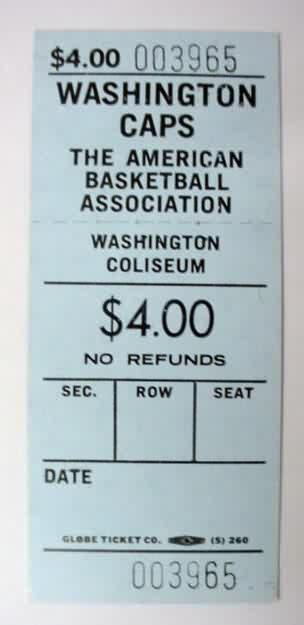 $4.00 003965
WASHINGTON
CAPS
THE AMERICAN
BASKETBALL
ASSOCIATION
WASHINGTON
COLISEUM
$4.00
NO REFUNDS
SEC. ROW SEAT
DATE
GLOBE TICKET CO. (5) 260
003965